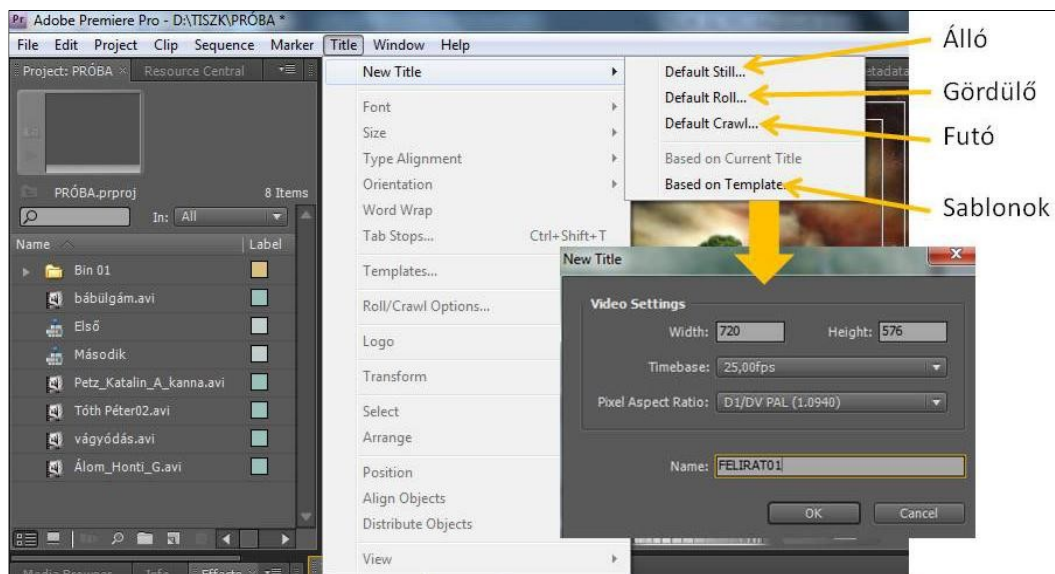 Adobe Premiere Pro - D:\TISZK\PRÓBA *
File Edit Project Clip Sequence Marker Title Window Help
Project: PRÓBA × Resource Central
PRÓBA.prproj 8 Items
In: All
Name Label
Bin 01
bábülgám.avi
Első
Második
Petz_Katalin_A_kanna.avi
Tóth Péter02.avi
vágyódás.avi
Álom_Honti_G.avi
Media Browser Info Effects ×
New Title
Font
Size
Type Alignment
Orientation
Word Wrap
Tab Stops... Ctrl+Shift+T
Templates...
Roll/Crawl Options...
Logo
Transform
Select
Arrange
Position
Align Objects
Distribute Objects
View
Default Still...
Default Roll...
Default Crawl...
Based on Current Title
Based on Template...
Álló
Gördülő
Futó
Sablonok
New Title
Video Settings
Width: 720 Height: 576
Timebase: 25,00fps
Pixel Aspect Ratio: D1/DV PAL (1.0940)
Name: FELIRAT01
OK Cancel